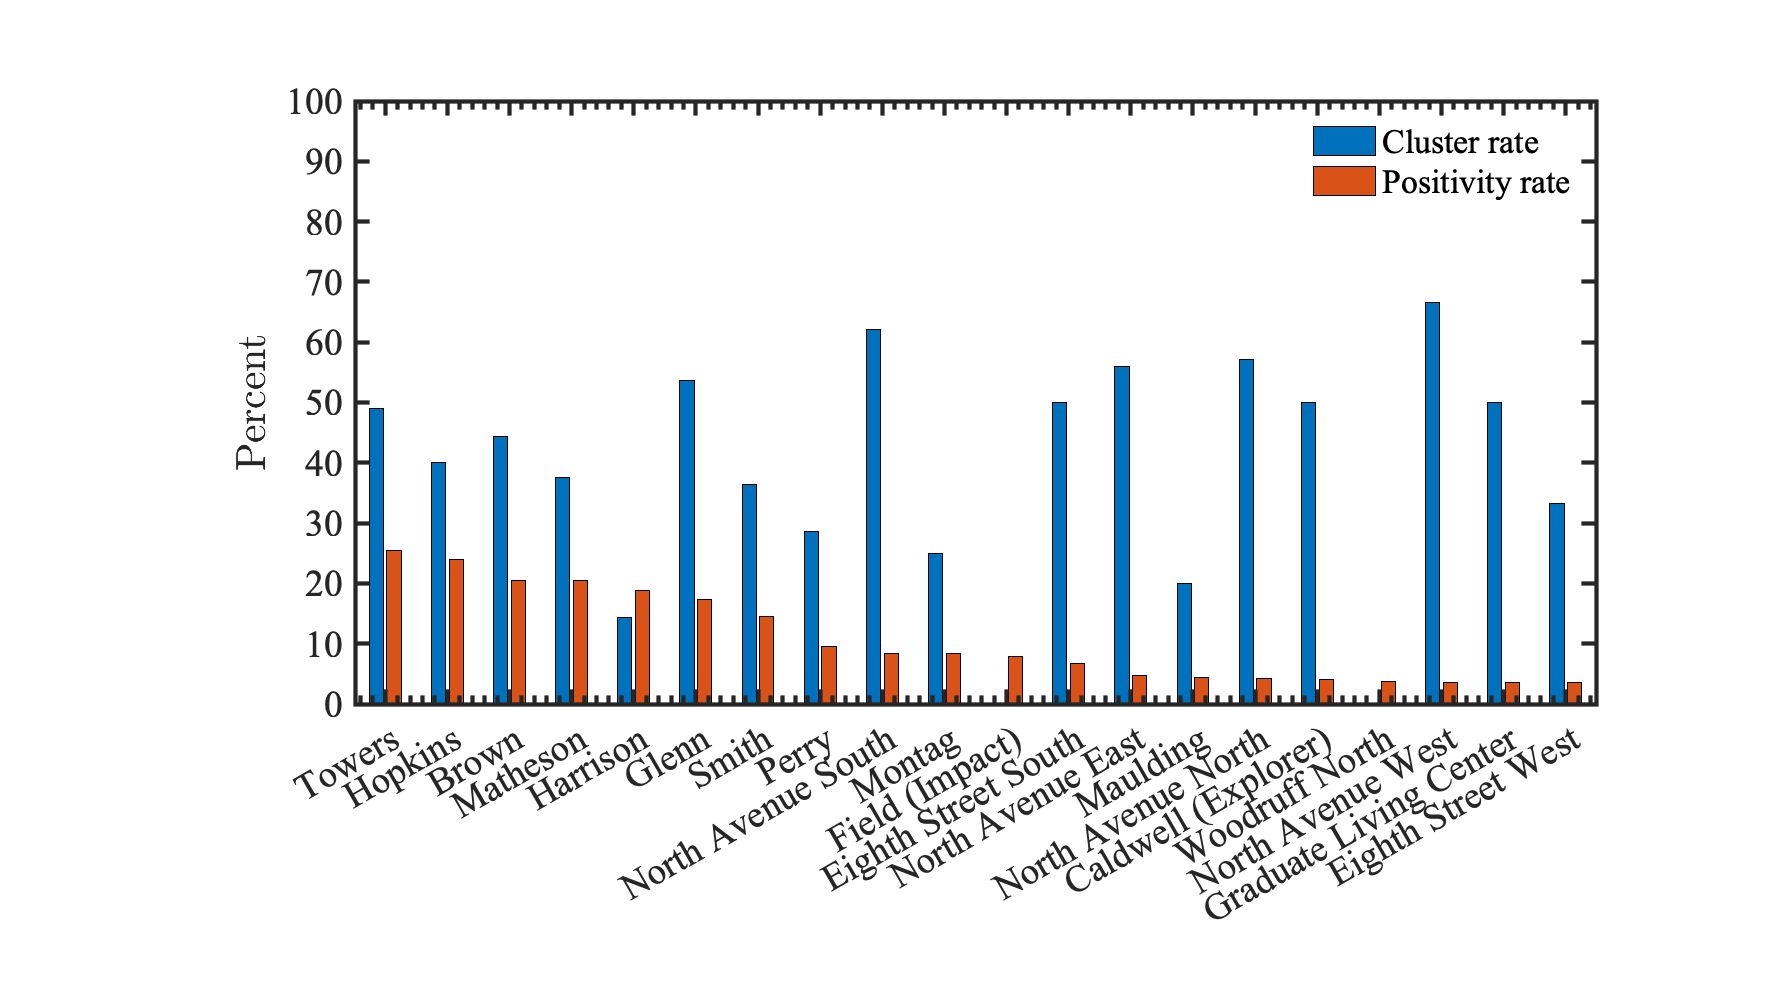 100
90
80
70
60
50
40
30
20
10
0
Percent
Cluster rate
Positivity rate
Towers
Hopkins
Brown
Matheson
Harrison
Glenn
Smith
Perry
North Avenue South
Montag
Field (Impact)
Eighth Street South
North Avenue East
Maulding
North Avenue North
Caldwell (Explorer)
Woodruff North
North Avenue West
Graduate Living Center
Eighth Street West